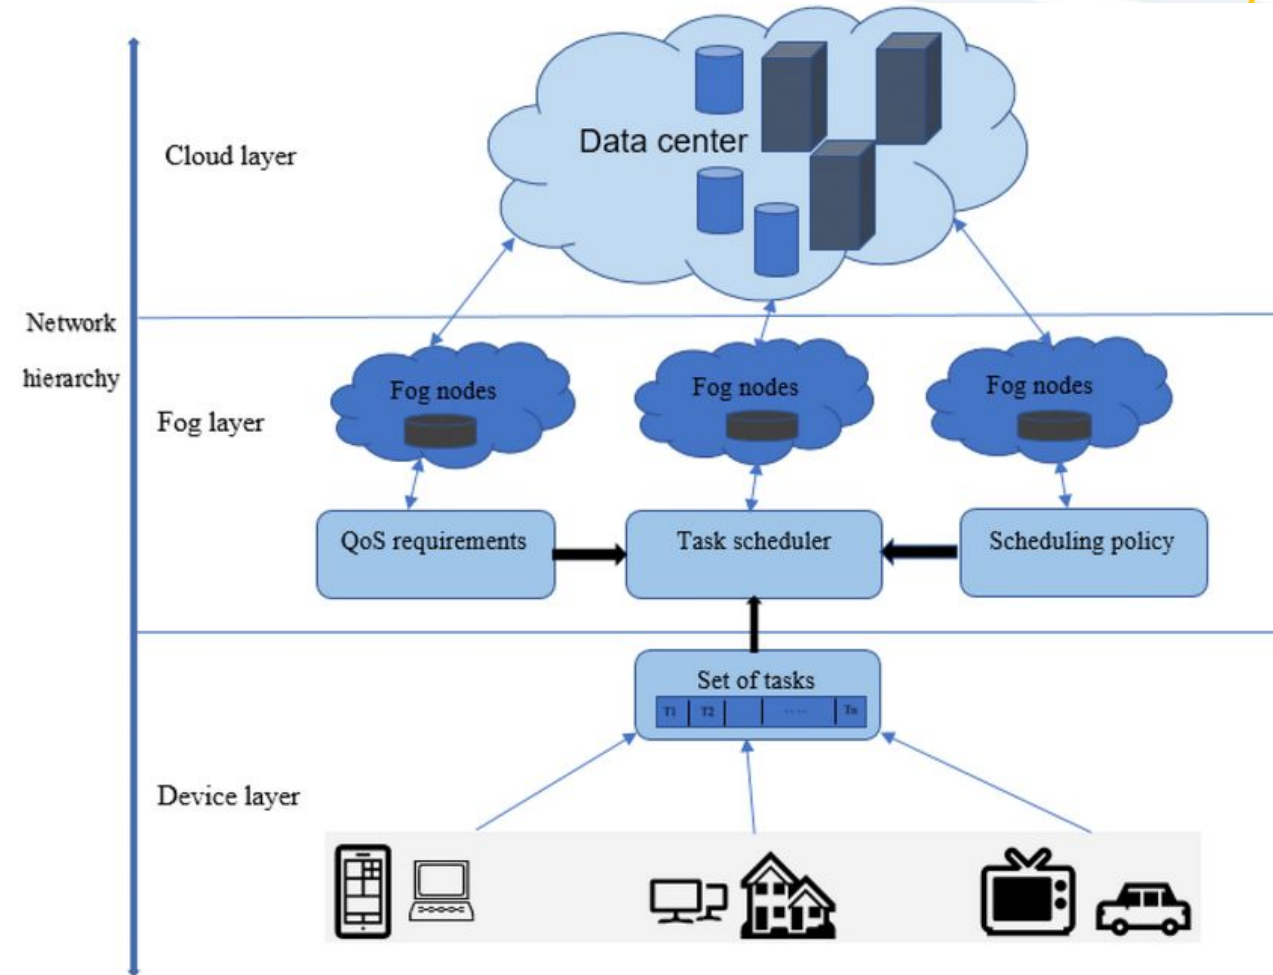 Data center
Cloud layer
Network
hierarchy
Fog nodes
Fog nodes
Fog nodes
Fog layer
QoS requirements
Task scheduler
Scheduling policy
Set of tasks
T1 T2 .... Tn
Device layer